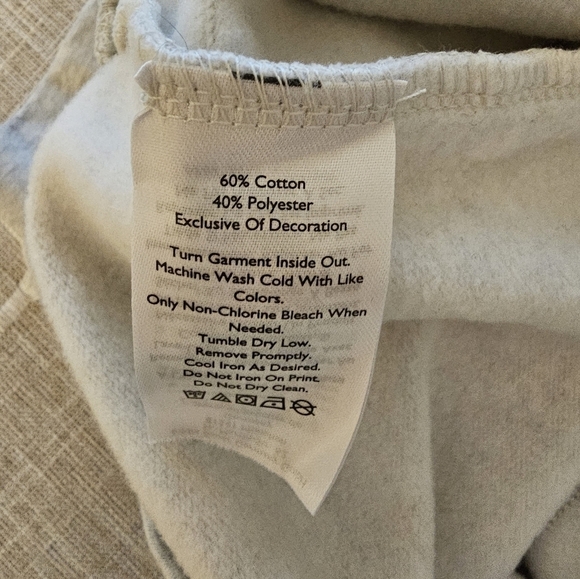 60% Cotton
40% Polyester
Exclusive Of Decoration
Turn Garment Inside Out.
Machine Wash Cold With Like
Colors.
Only Non-Chlorine Bleach When
Needed.
Tumble Dry Low.
Remove Promptly.
Cool Iron As Desired.
Do Not Iron On Print.
Do Not Dry Clean.